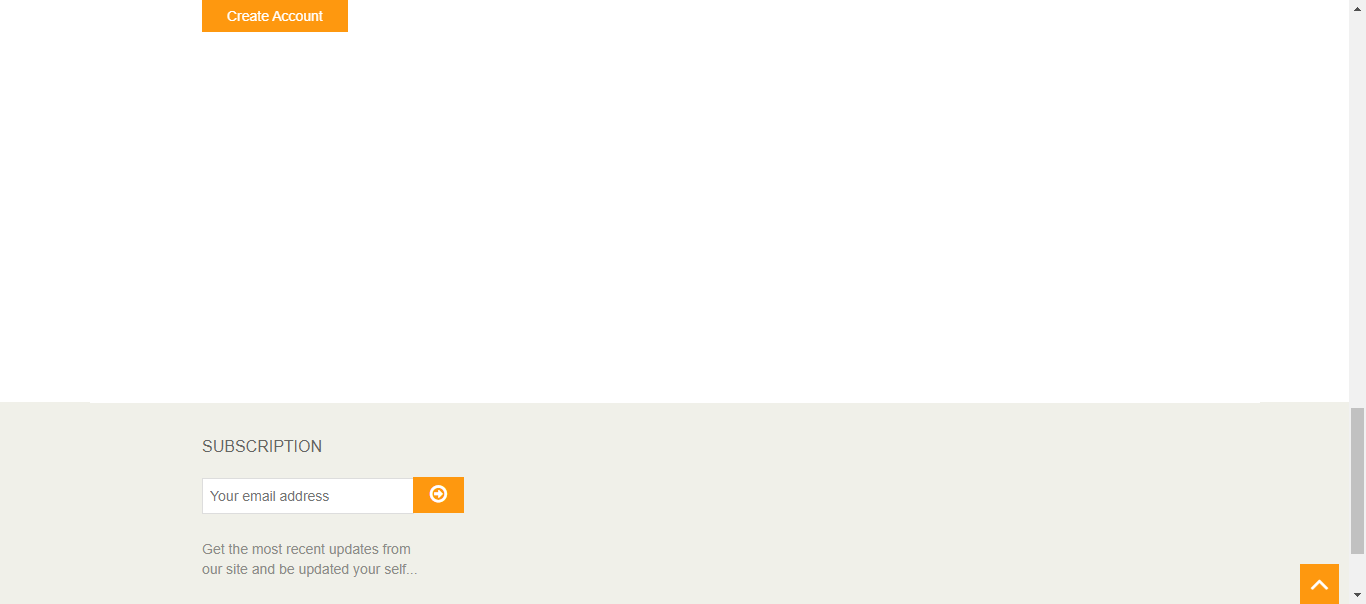 Create Account
SUBSCRIPTION
Your email address
Get the most recent updates from
our site and be updated your self...